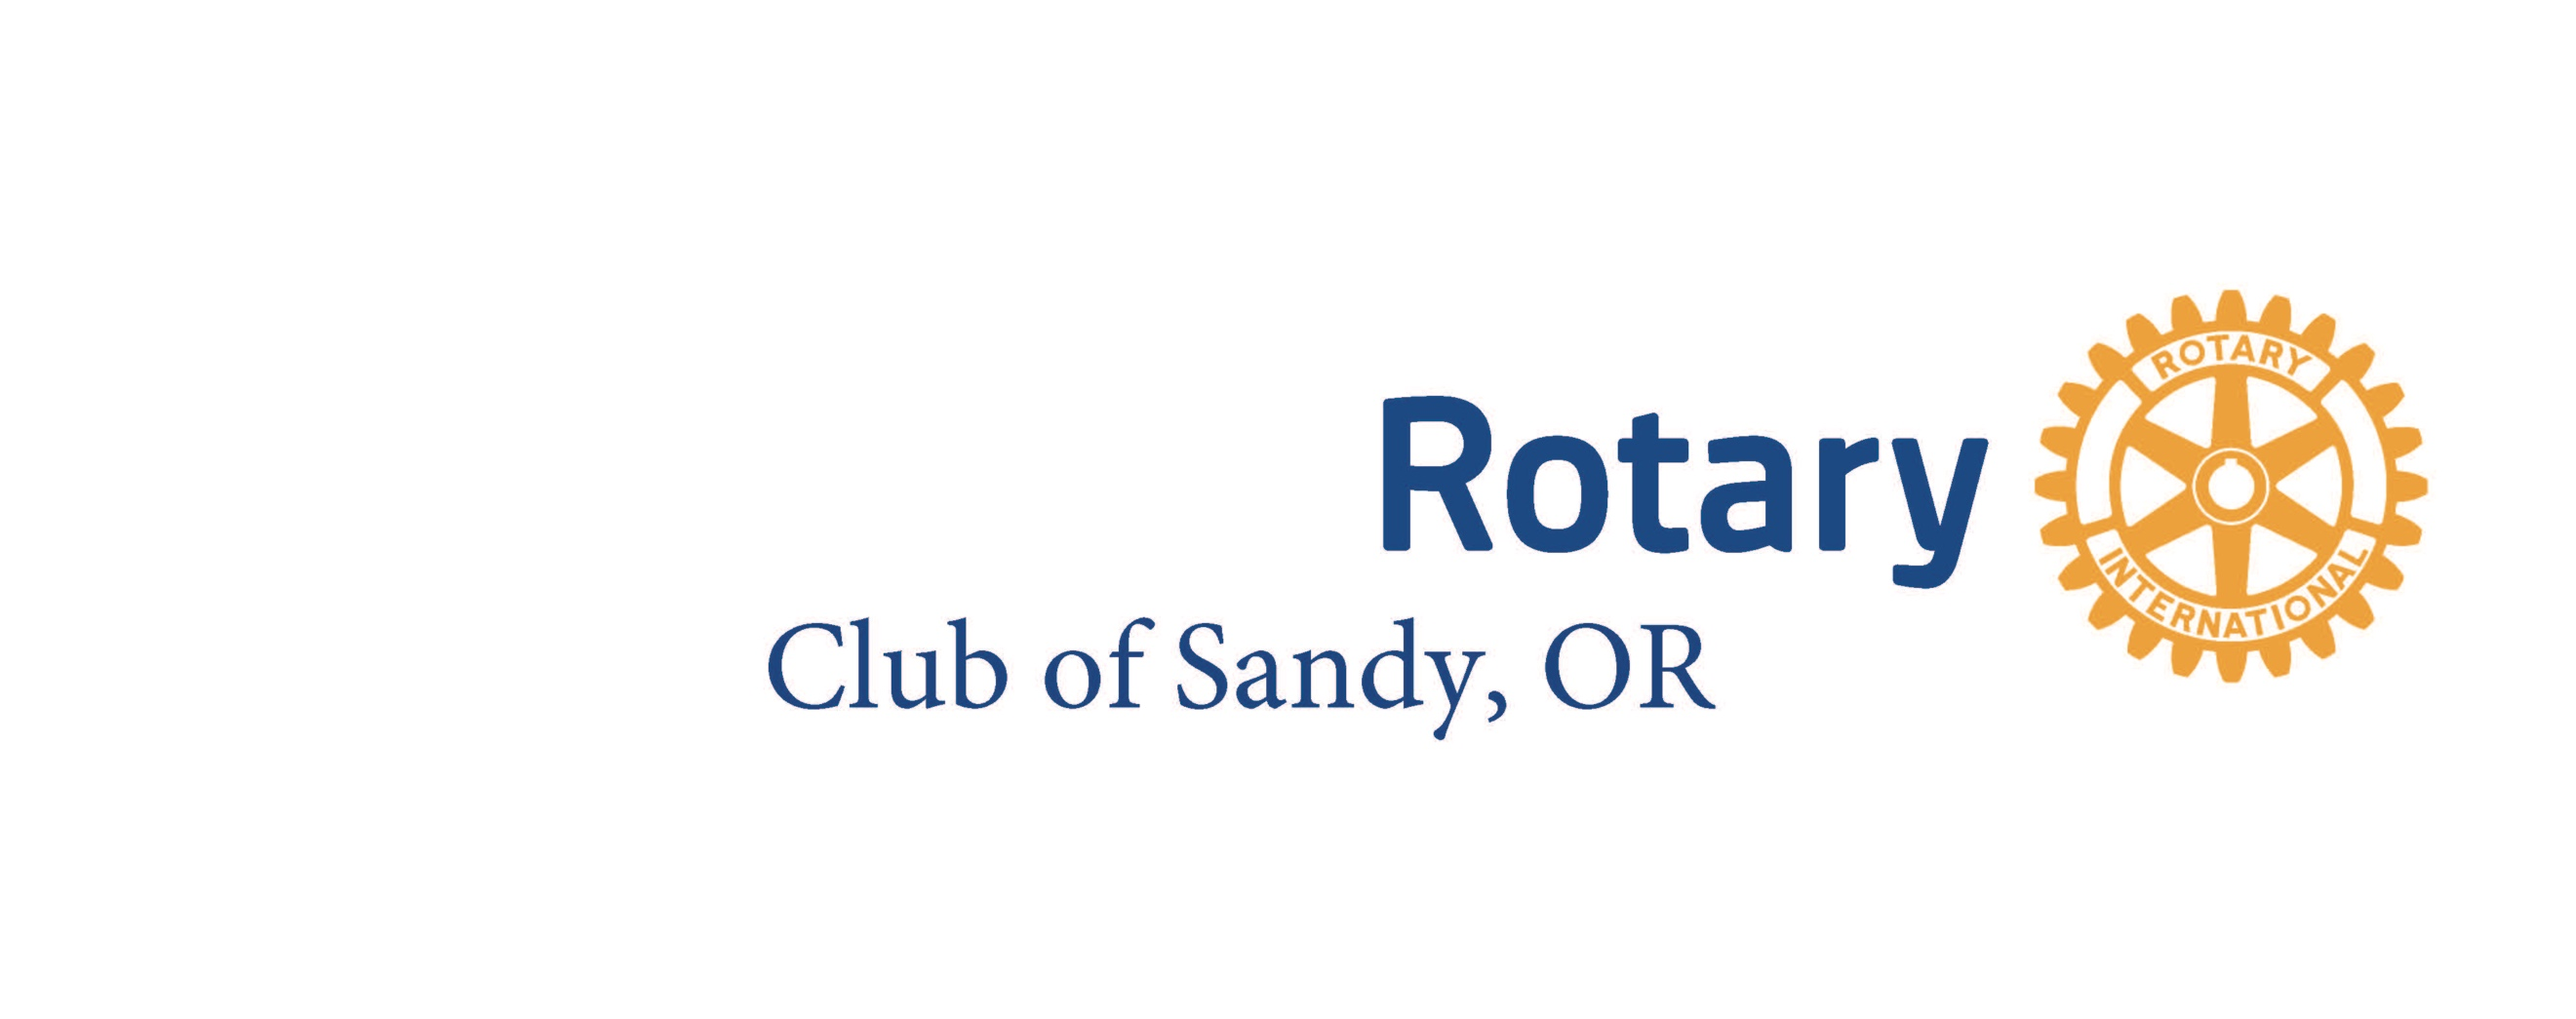 Rotary
Club of Sandy, OR
ROTARY
INTERNATIONAL